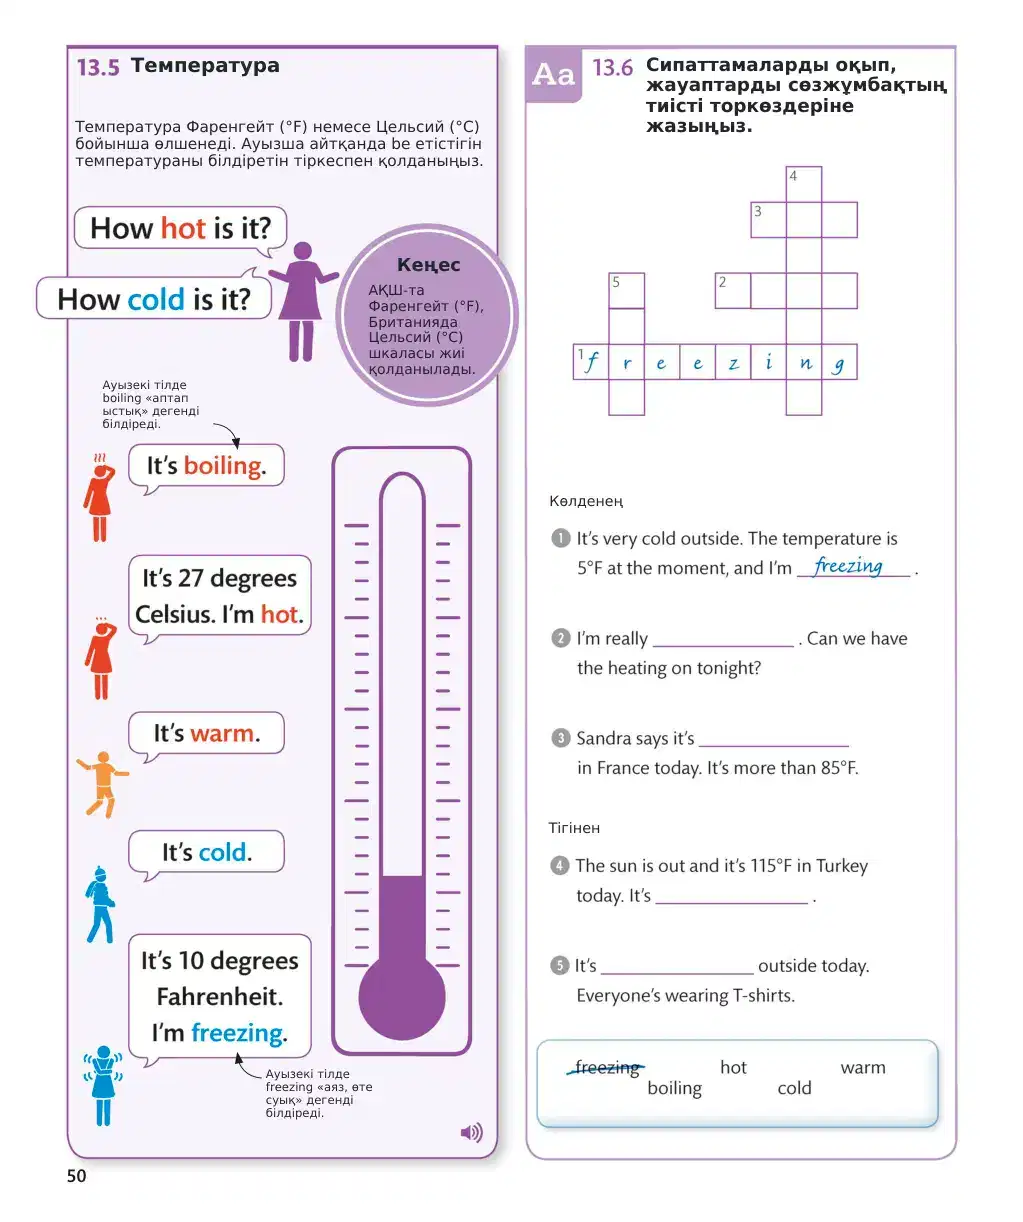 13.5 Температура
Температура Фаренгейт (°F) немесе Цельсий (°C)
бойынша өлшенеді. Ауызша айтқанда be етістігін
температураны білдіретін тіркеспен қолданыңыз.
How hot is it?
How cold is it?
Кеңес
АҚШ-та
Фаренгейт (°F),
Британияда
Цельсий (°C)
шкаласы жиі
қолданылады.
Ауызекі тілде
boiling «аптап
ыстық» дегенді
білдіреді.
It's boiling.
It's 27 degrees
Celsius. I'm hot.
It's warm.
It's cold.
It's 10 degrees
Fahrenheit.
I'm freezing.
Ауызекі тілде
freezing «аяз, өте
суық» дегенді
білдіреді.
50
Aa 13.6 Сипаттамаларды оқып,
жауаптарды сөзжұмбақтың
тиісті торкөздеріне
жазыңыз.
4
3
5 2
1 f r e e z i n g
Көлденең
1 It's very cold outside. The temperature is
5°F at the moment, and I'm freezing .
2 I'm really ______ . Can we have
the heating on tonight?
3 Sandra says it's ______
in France today. It's more than 85°F.
Тігінен
4 The sun is out and it's 115°F in Turkey
today. It's ______ .
5 It's ______ outside today.
Everyone's wearing T-shirts.
freezing hot warm
boiling cold